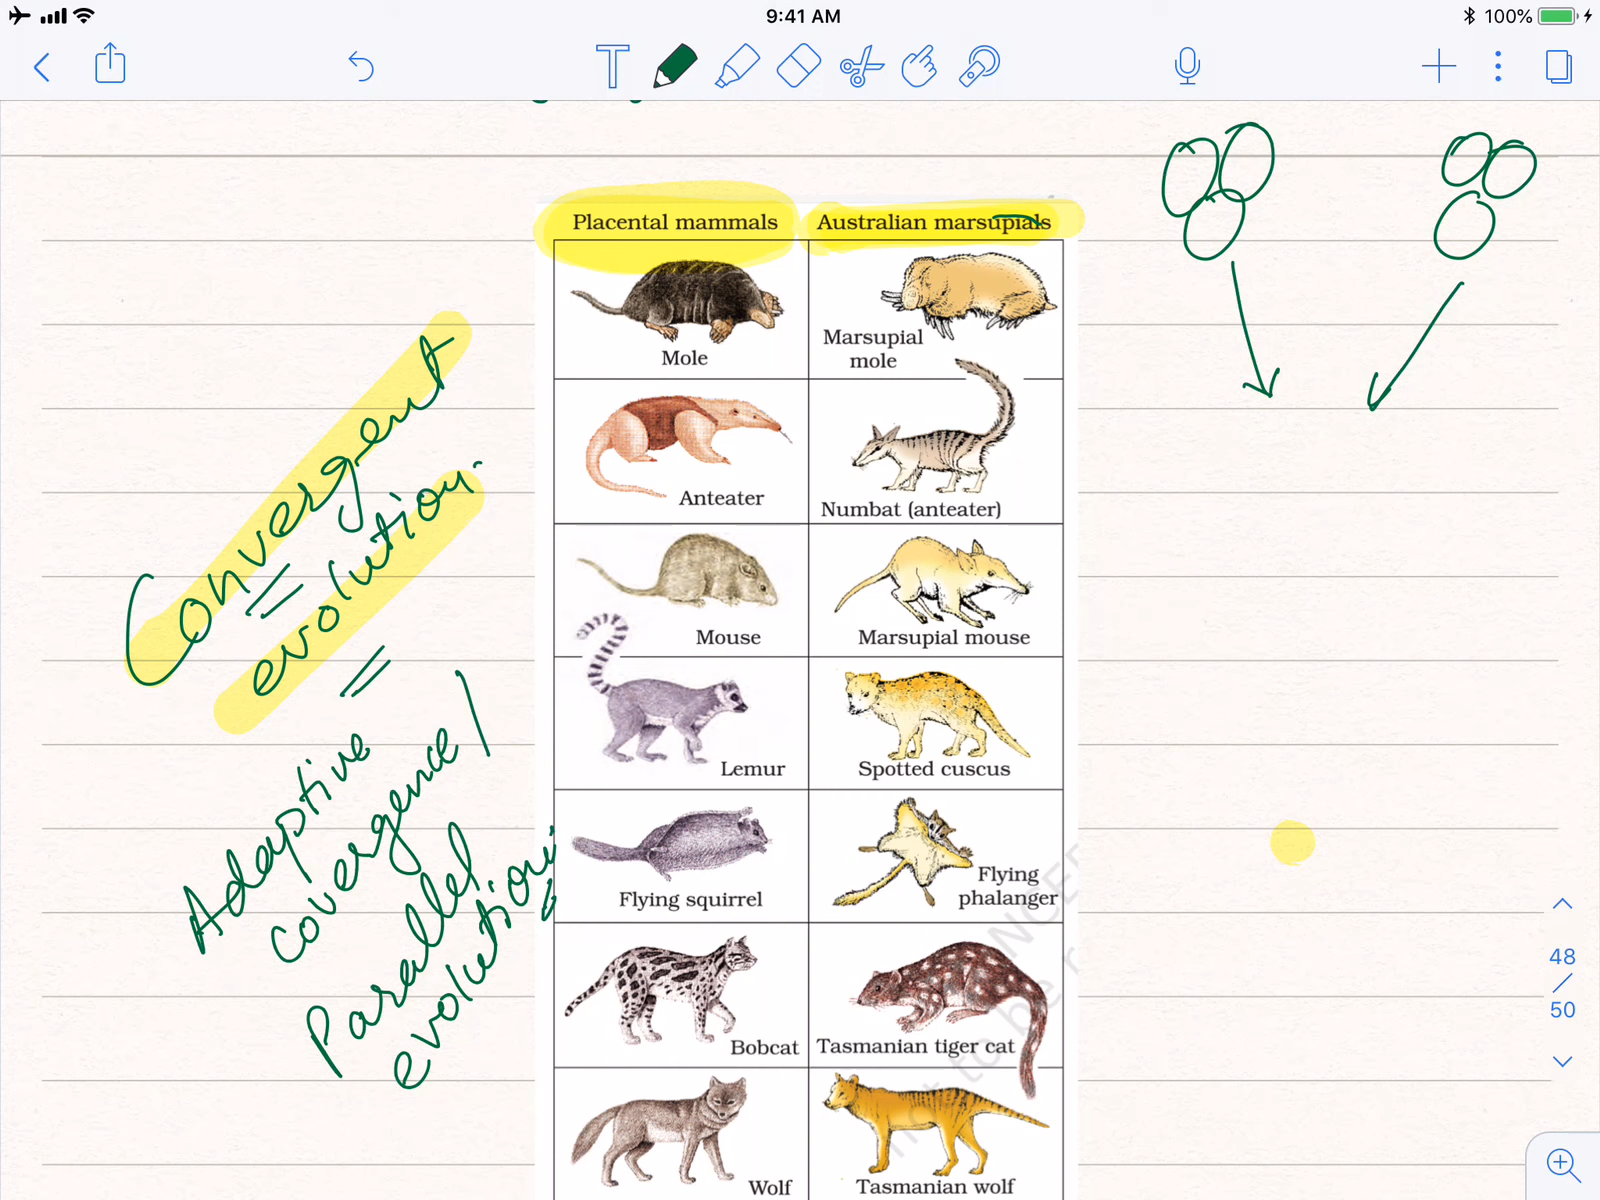 9:41 AM
100%
T
Placental mammals
Australian marsupials
Mole
Marsupial
mole
Anteater
Numbat (anteater)
Mouse
Marsupial mouse
Lemur
Spotted cuscus
Flying squirrel
Flying
phalanger
Bobcat
Tasmanian tiger cat
Wolf
Tasmanian wolf
Convergent
evolution.
Adaptive
covergence /
Parallel
evolution
48
/
50